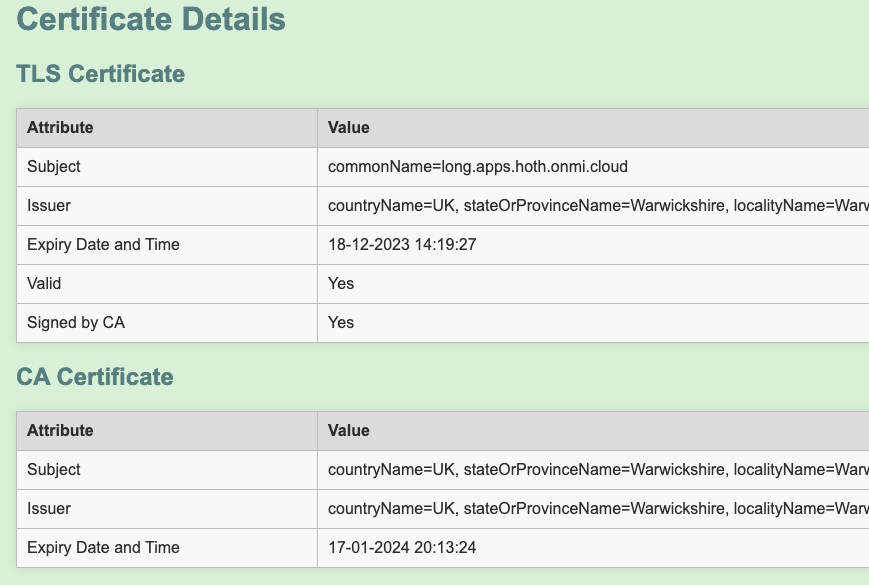 Certificate Details
TLS Certificate
Attribute Value
Subject commonName=long.apps.hoth.onmi.cloud
Issuer countryName=UK, stateOrProvinceName=Warwickshire, localityName=Warw
Expiry Date and Time 18-12-2023 14:19:27
Valid Yes
Signed by CA Yes
CA Certificate
Attribute Value
Subject countryName=UK, stateOrProvinceName=Warwickshire, localityName=Warw
Issuer countryName=UK, stateOrProvinceName=Warwickshire, localityName=Warw
Expiry Date and Time 17-01-2024 20:13:24